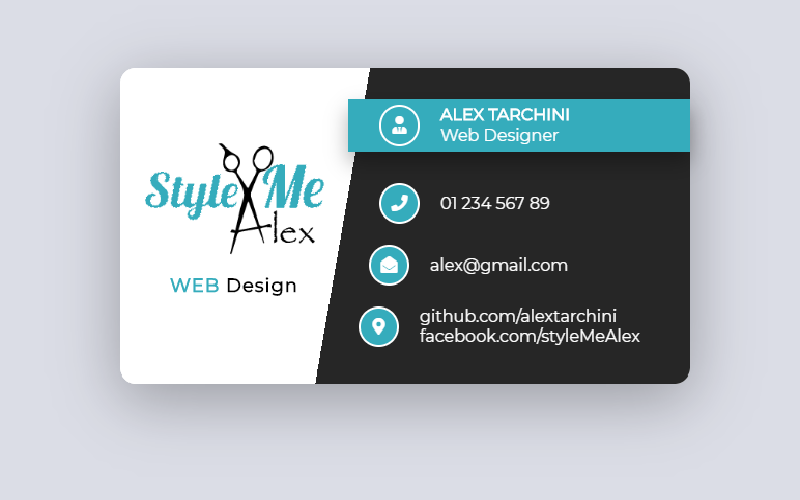 Style Me
Alex
WEB Design
ALEX TARCHINI
Web Designer
01 234 567 89
alex@gmail.com
github.com/alextarchini
facebook.com/styleMeAlex